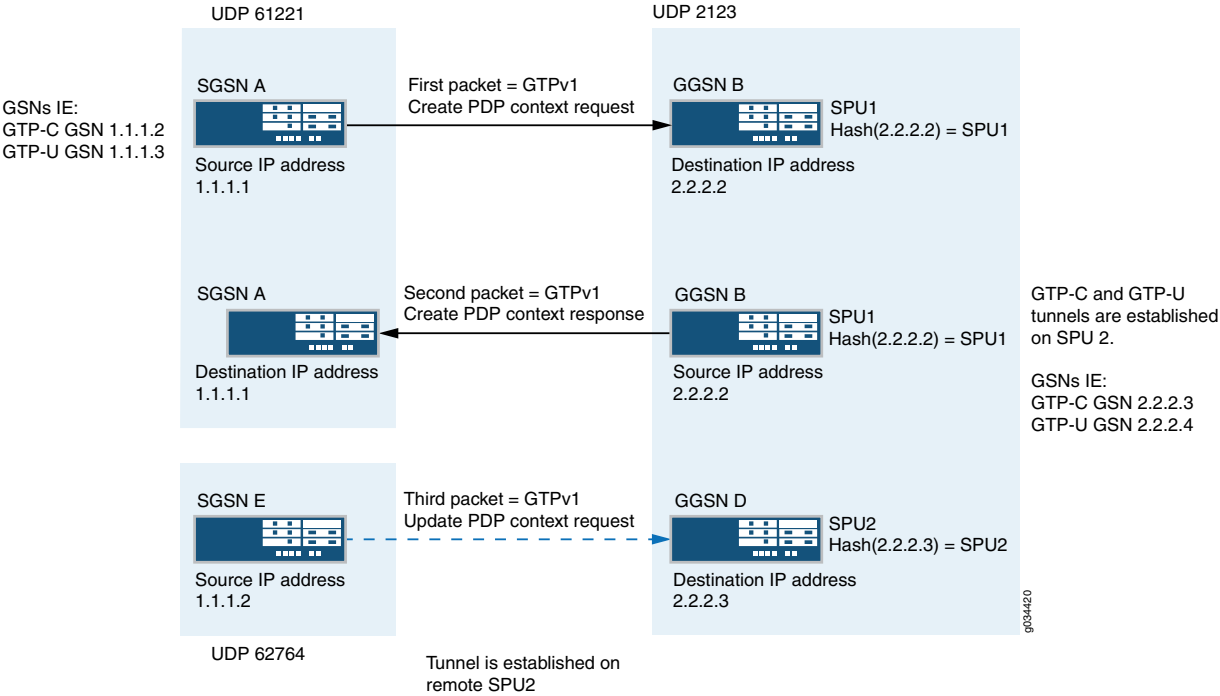 UDP 61221
UDP 2123
SGSN A
First packet = GTPv1
Create PDP context request
GGSN B
GSNs IE:
GTP-C GSN 1.1.1.2
GTP-U GSN 1.1.1.3
SPU1
Hash(2.2.2.2) = SPU1
Source IP address
1.1.1.1
Destination IP address
2.2.2.2
SGSN A
Second packet = GTPv1
Create PDP context response
GGSN B
SPU1
Hash(2.2.2.2) = SPU1
GTP-C and GTP-U
tunnels are established
on SPU 2.
Destination IP address
1.1.1.1
Source IP address
2.2.2.2
GSNs IE:
GTP-C GSN 2.2.2.3
GTP-U GSN 2.2.2.4
SGSN E
Third packet = GTPv1
Update PDP context request
GGSN D
SPU2
Hash(2.2.2.3) = SPU2
Source IP address
1.1.1.2
Destination IP address
2.2.2.3
g034420
UDP 62764
Tunnel is established on
remote SPU2